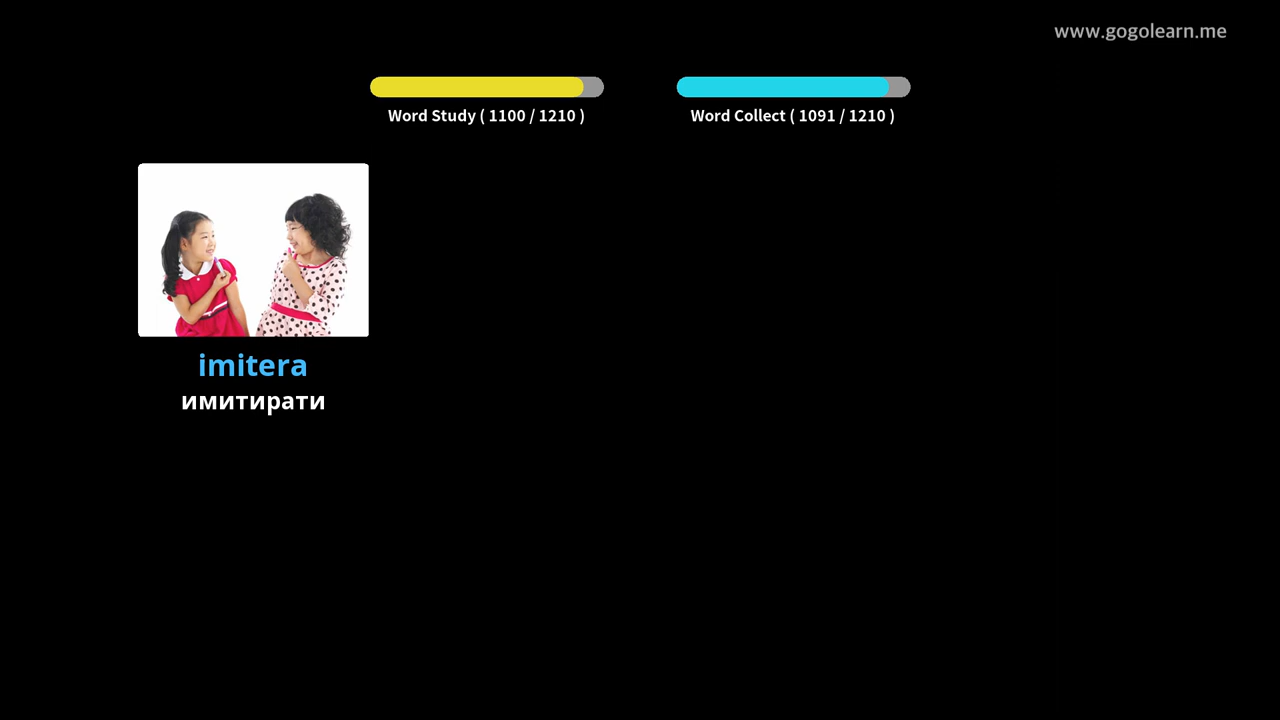 www.gogolearn.me
Word Study ( 1100 / 1210 )
Word Collect ( 1091 / 1210 )
imitera
имитирати